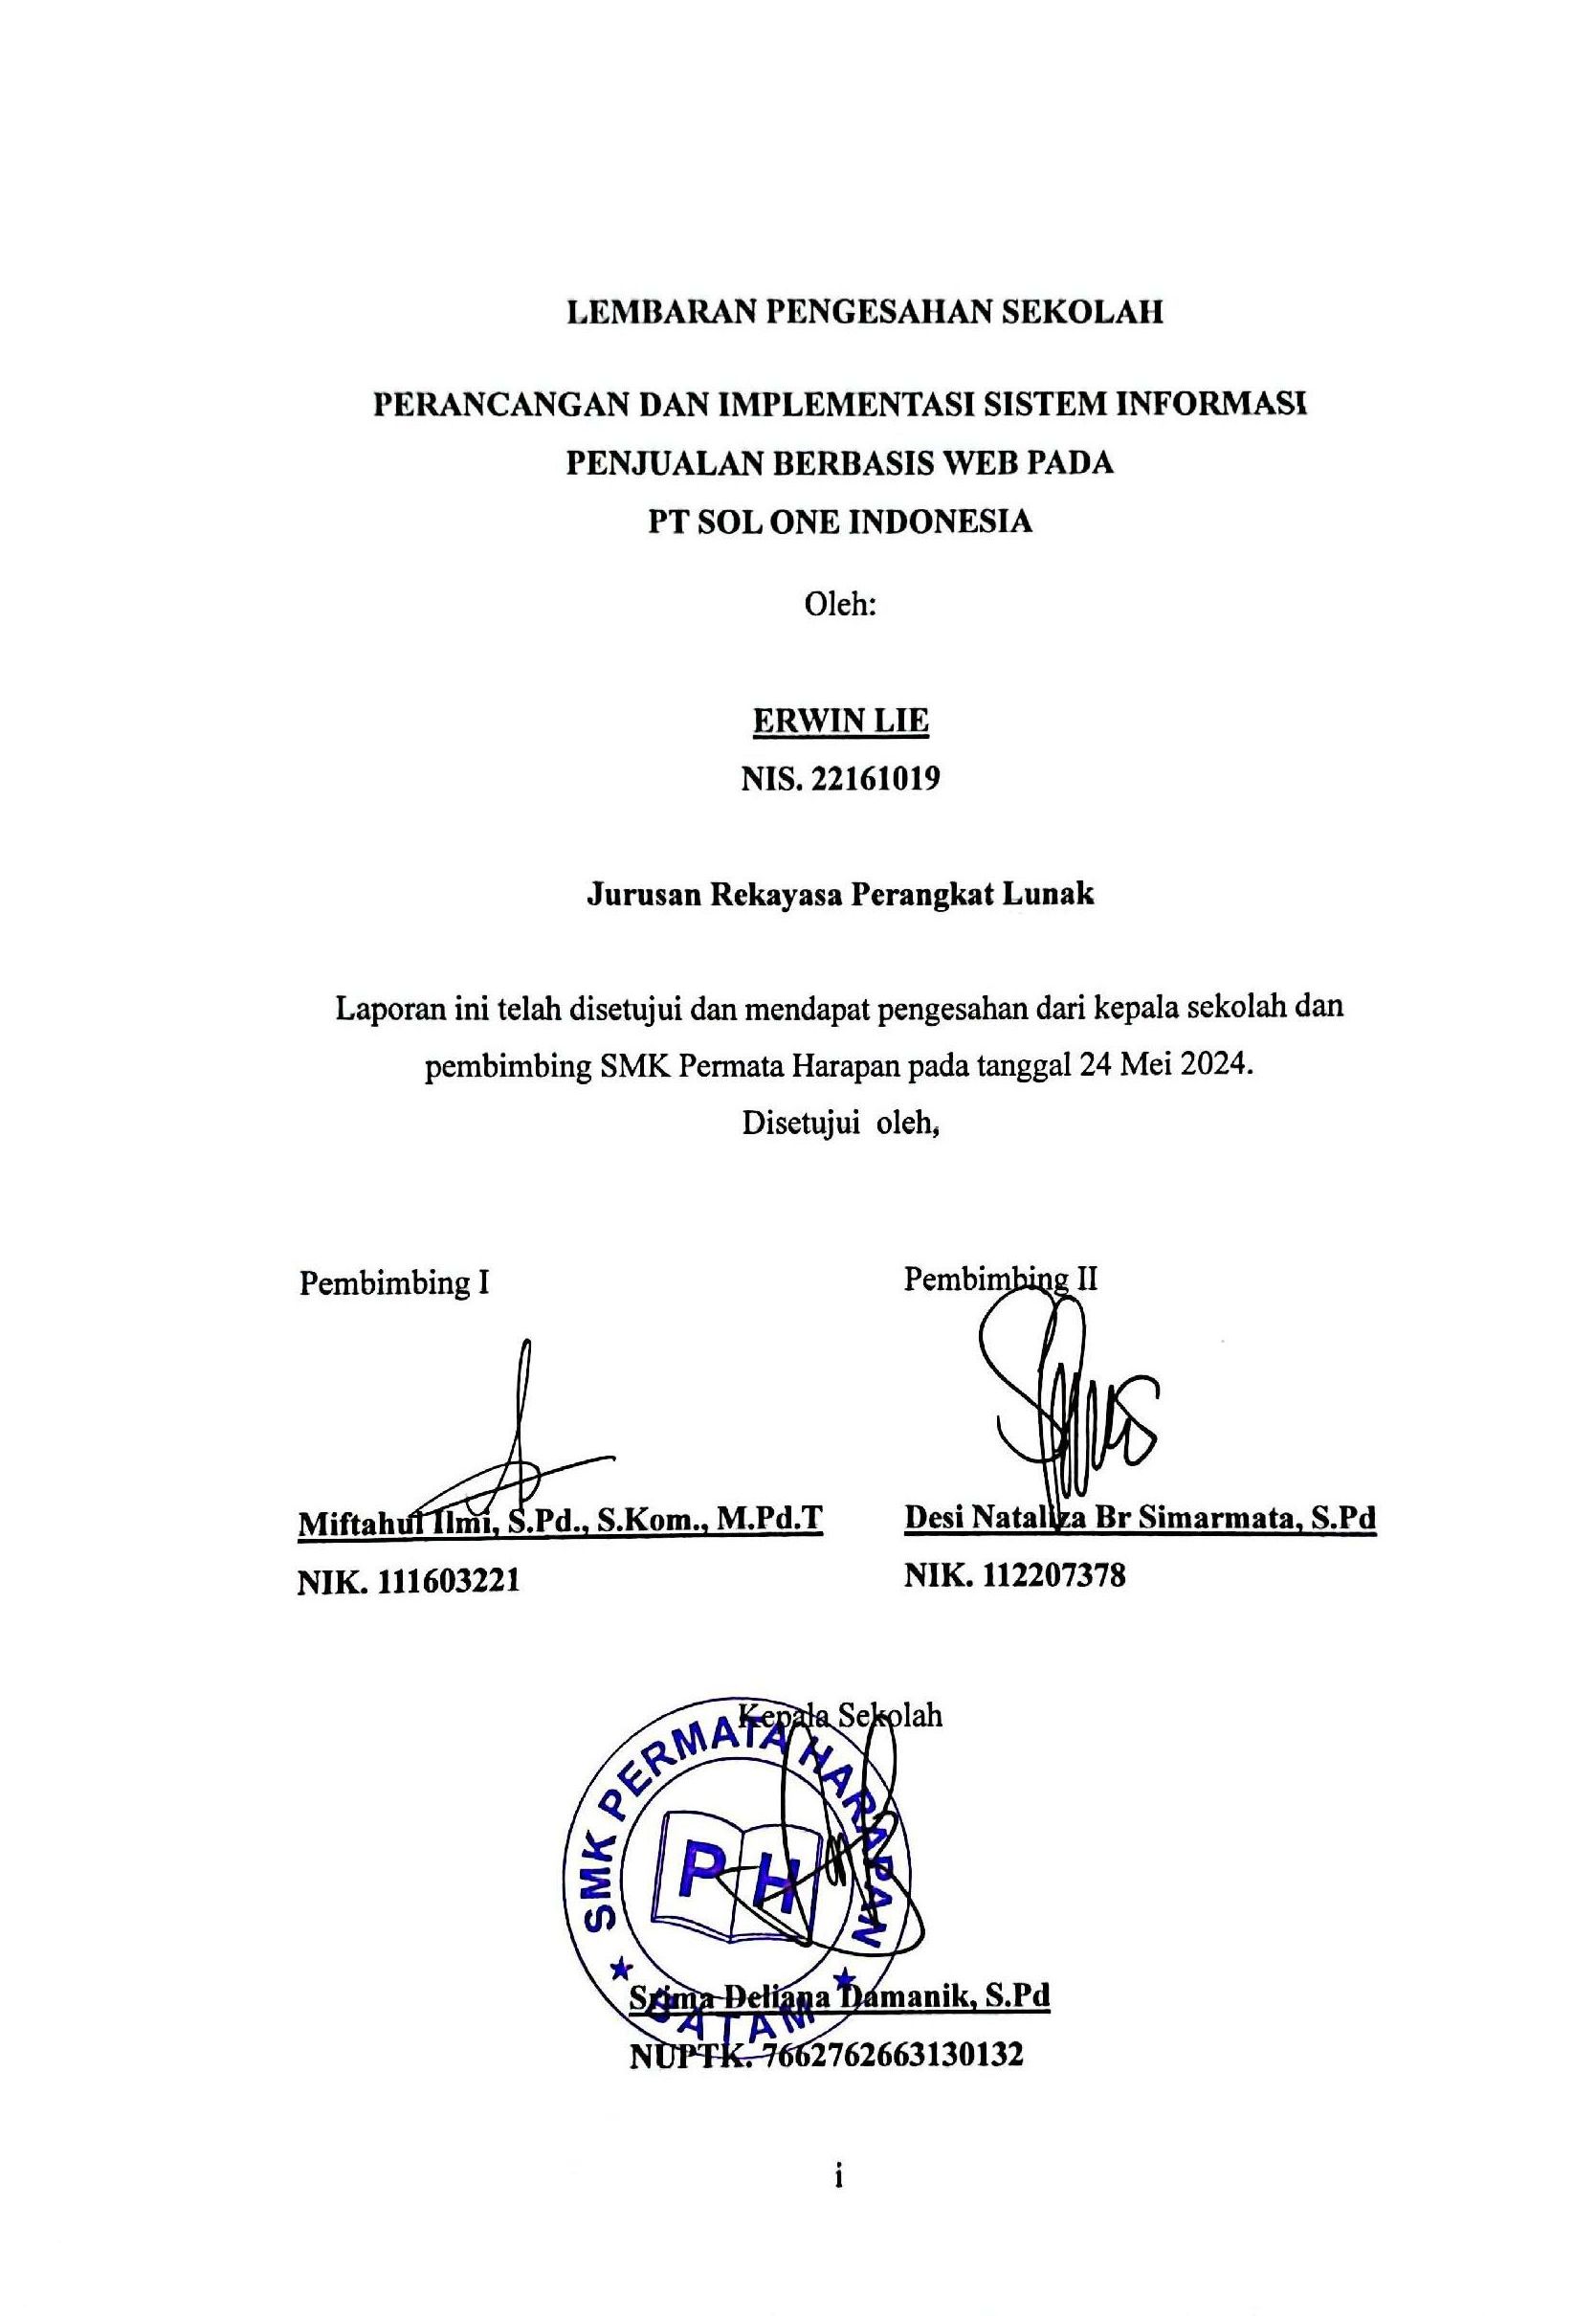 LEMBARAN PENGESAHAN SEKOLAH
PERANCANGAN DAN IMPLEMENTASI SISTEM INFORMASI
PENJUALAN BERBASIS WEB PADA
PT SOL ONE INDONESIA
Oleh:
ERWIN LIE
NIS. 22161019
Jurusan Rekayasa Perangkat Lunak
Laporan ini telah disetujui dan mendapat pengesahan dari kepala sekolah dan
pembimbing SMK Permata Harapan pada tanggal 24 Mei 2024.
Disetujui oleh,
Pembimbing I
Miftahul Ilmi, S.Pd., S.Kom., M.Pd.T
NIK. 111603221
Pembimbing II
Desi Nataliza Br Simarmata, S.Pd
NIK. 112207378
Kepala Sekolah
SMK PERMATA HARAPAN
P H
BATAM
Srima Deliana Damanik, S.Pd
NUPTK. 7662762663130132
i